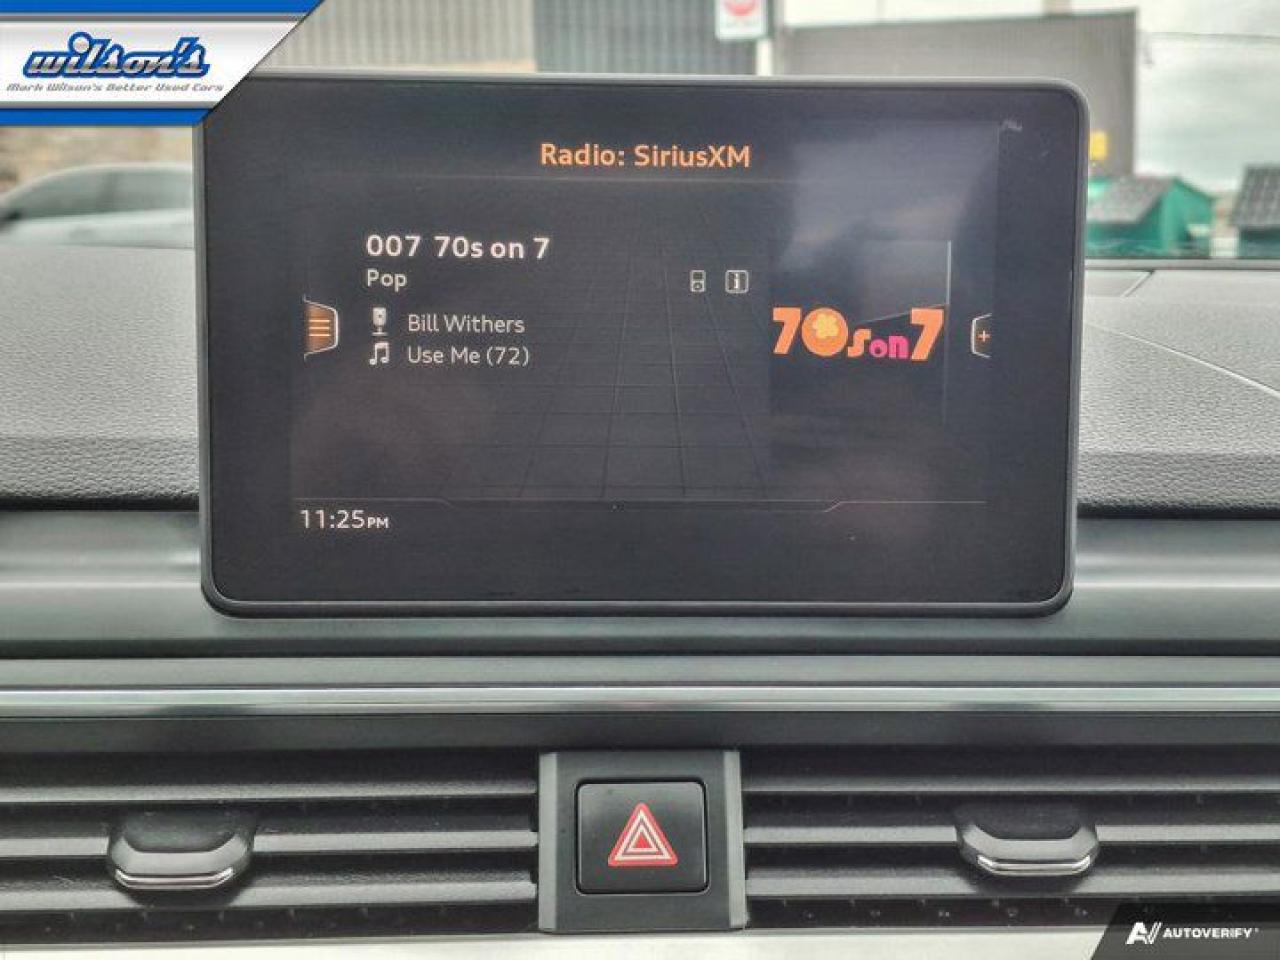 wilson's
Mark Wilson's Better Used Cars
Radio: SiriusXM
007 70s on 7
Pop
Bill Withers
Use Me (72)
70s on 7
11:25PM
AUTOVERIFY